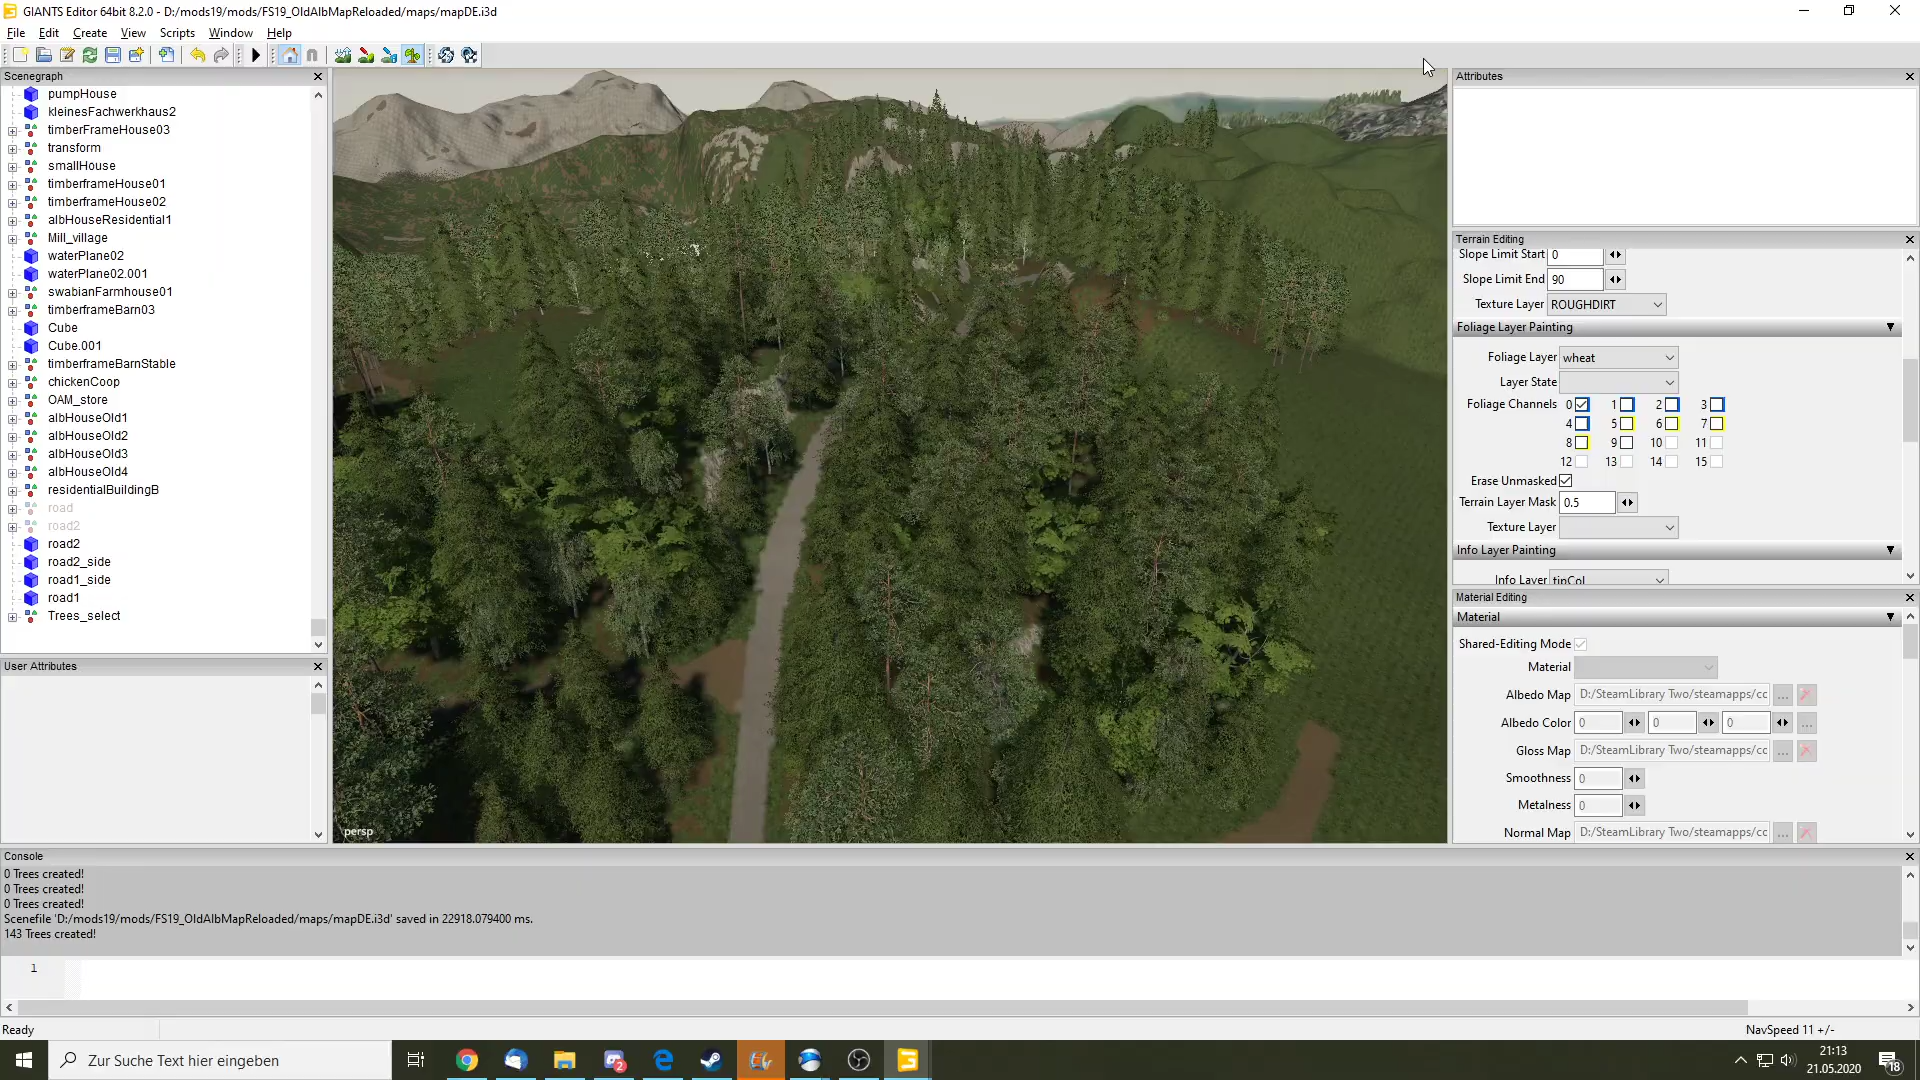 GIANTS Editor 64bit 8.2.0 - D:/mods19/mods/FS19_OldAlbMapReloaded/maps/mapDE.i3d
File Edit Create View Scripts Window Help
Scenegraph
pumpHouse
kleinesFachwerkhaus2
timberFrameHouse03
transform
smallHouse
timberframeHouse01
timberframeHouse02
albHouseResidential1
Mill_village
waterPlane02
waterPlane02.001
swabianFarmhouse01
timberframeBarn03
Cube
Cube.001
timberframeBarnStable
chickenCoop
OAM_store
albHouseOld1
albHouseOld2
albHouseOld3
albHouseOld4
residentialBuildingB
road
road2
road2
road2_side
road1_side
road1
Trees_select
User Attributes
persp
Attributes
Terrain Editing
Slope Limit Start 0
Slope Limit End 90
Texture Layer ROUGHDIRT
Foliage Layer Painting
Foliage Layer wheat
Layer State
Foliage Channels 0 1 2 3
4 5 6 7
8 9 10 11
12 13 14 15
Erase Unmasked
Terrain Layer Mask 0.5
Texture Layer
Info Layer Painting
Info Layer tipCol
Material Editing
Material
Shared-Editing Mode
Material
Albedo Map D:/SteamLibrary Two/steamapps/cc ...
Albedo Color 0 0 0 ...
Gloss Map D:/SteamLibrary Two/steamapps/cc ...
Smoothness 0
Metalness 0
Normal Map D:/SteamLibrary Two/steamapps/cc ...
Console
0 Trees created!
0 Trees created!
0 Trees created!
Scenefile 'D:/mods19/mods/FS19_OldAlbMapReloaded/maps/mapDE.i3d' saved in 22918.079400 ms.
143 Trees created!
1
Ready
NavSpeed 11 +/-
Zur Suche Text hier eingeben
2
21:13
21.05.2020
18